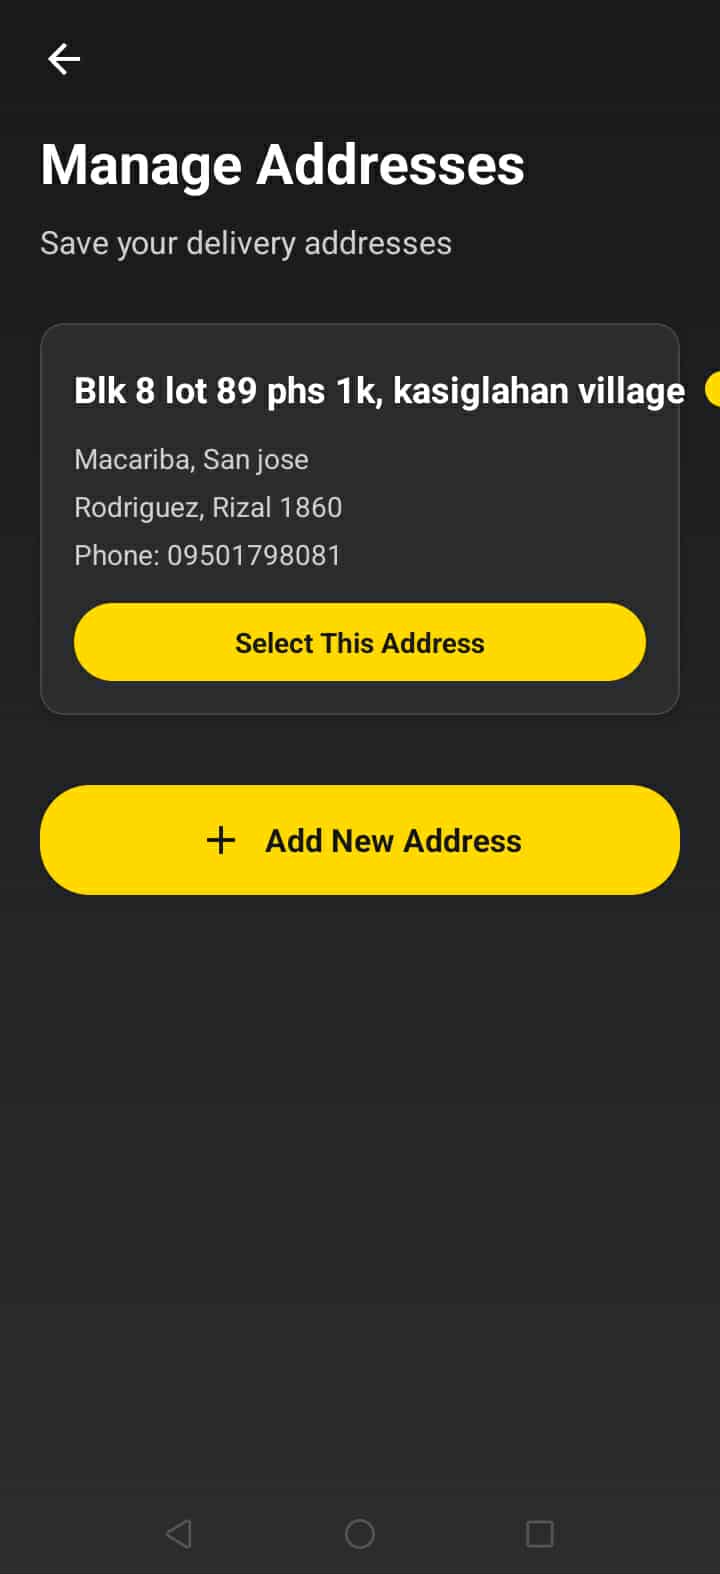 Manage Addresses
Save your delivery addresses
Blk 8 lot 89 phs 1k, kasiglahan village
Macariba, San jose
Rodriguez, Rizal 1860
Phone: 09501798081
Select This Address
Add New Address